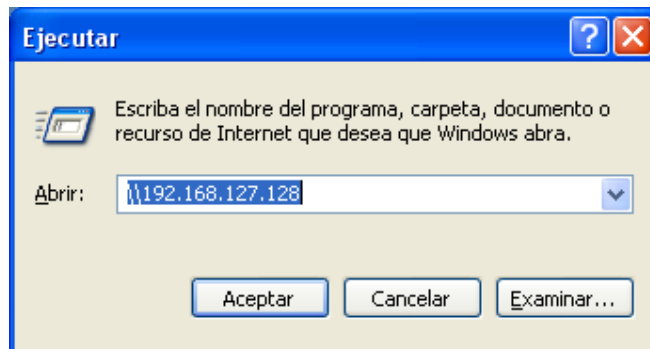 Ejecutar
Escriba el nombre del programa, carpeta, documento o
recurso de Internet que desea que Windows abra.
Abrir: \\192.168.127.128
Aceptar Cancelar Examinar...